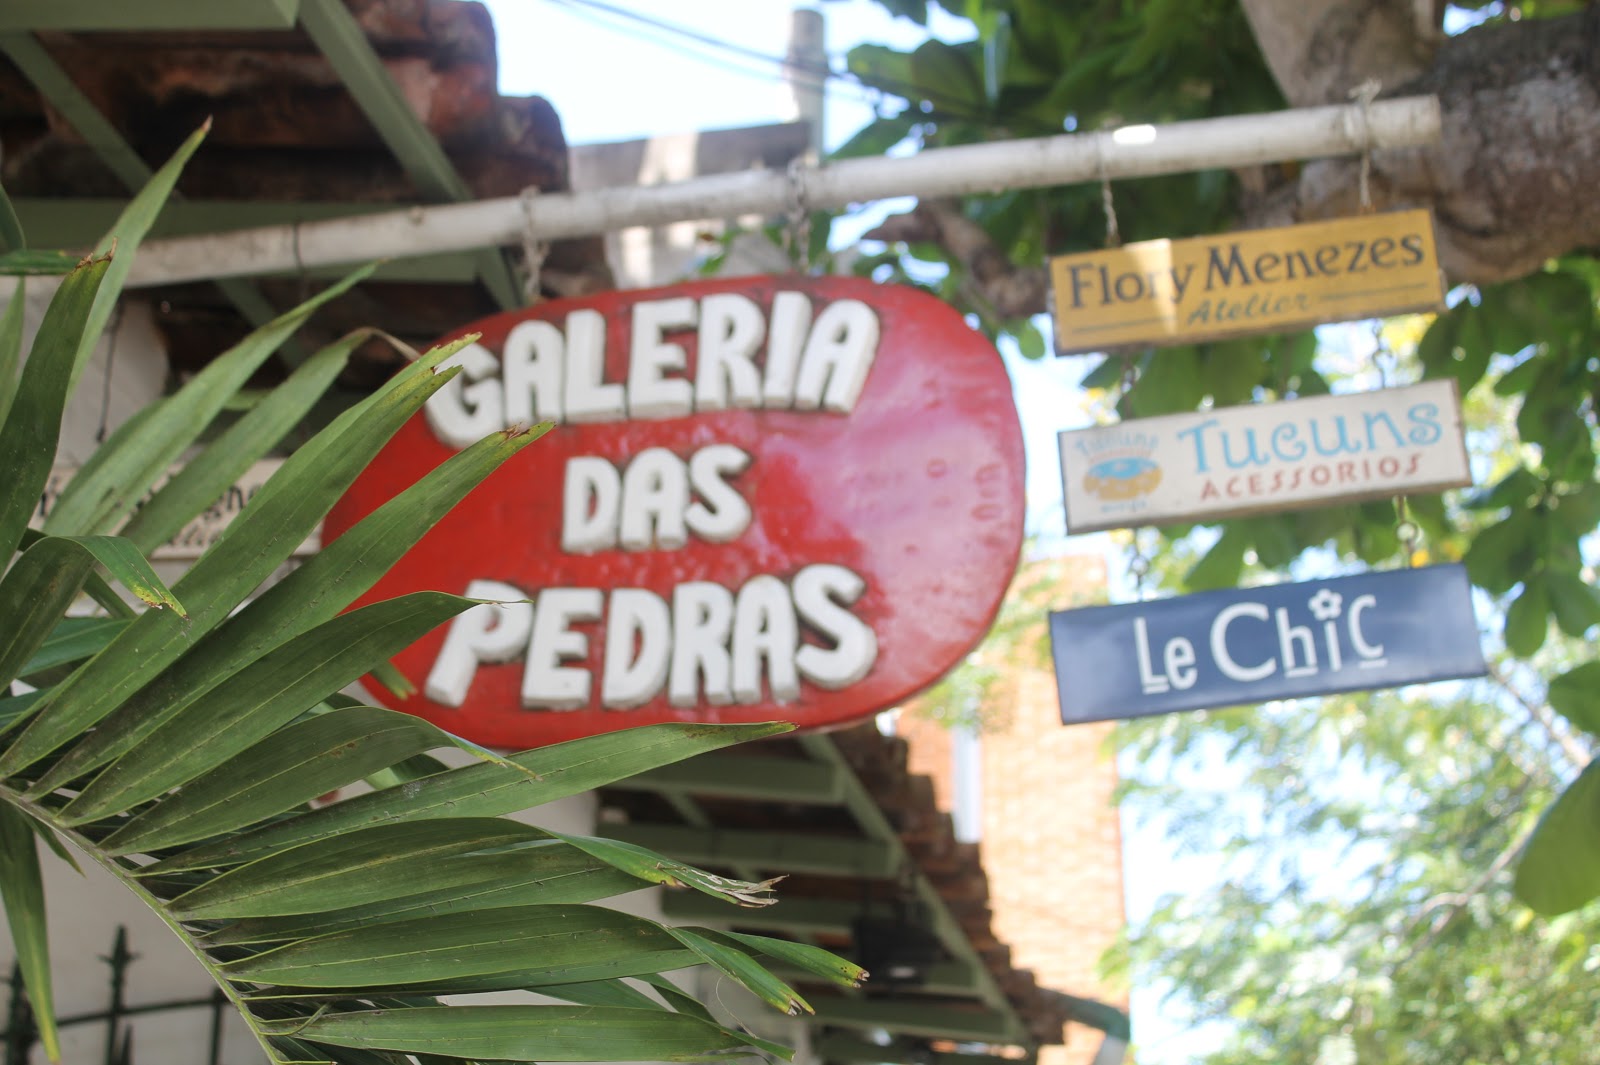 GALERIA
DAS
PEDRAS
Flory Menezes
Atelier
Tucuns
ACESSORIOS
Le Chic